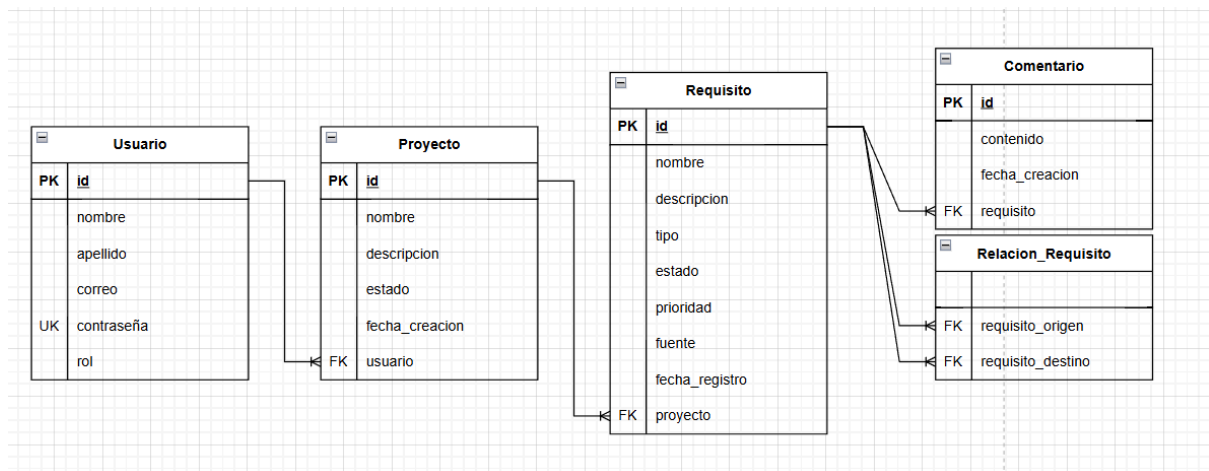 Usuario
PK id
nombre
apellido
correo
UK contraseña
rol
Proyecto
PK id
nombre
descripcion
estado
fecha_creacion
FK usuario
Requisito
PK id
nombre
descripcion
tipo
estado
prioridad
fuente
fecha_registro
FK proyecto
Comentario
PK id
contenido
fecha_creacion
FK requisito
Relacion_Requisito
FK requisito_origen
FK requisito_destino